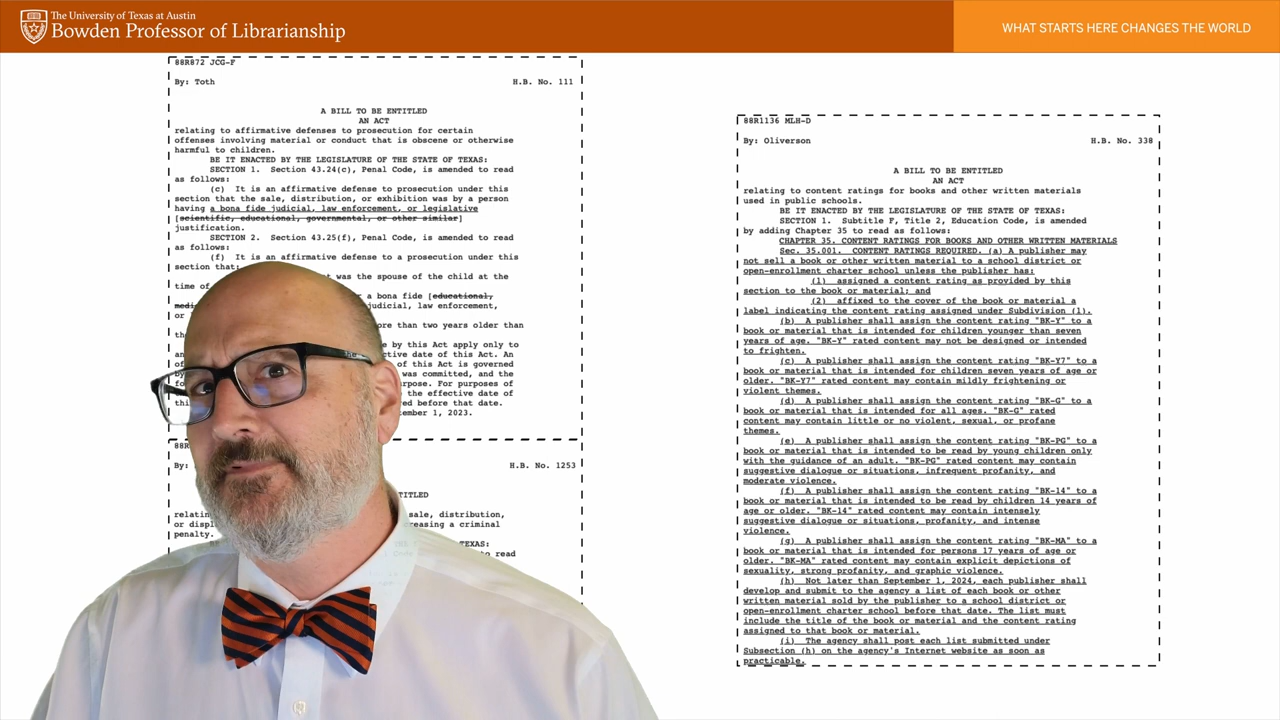 The University of Texas at Austin
Bowden Professor of Librarianship
WHAT STARTS HERE CHANGES THE WORLD
88R872 JCG-F
By: Toth H.B. No. 111
A BILL TO BE ENTITLED
AN ACT
relating to affirmative defenses to prosecution for certain
offenses involving material or conduct that is obscene or otherwise
harmful to children.
BE IT ENACTED BY THE LEGISLATURE OF THE STATE OF TEXAS:
SECTION 1. Section 43.24(c), Penal Code, is amended to read
as follows:
(c) It is an affirmative defense to prosecution under this
section that the sale, distribution, or exhibition was by a person
having a bona fide judicial, law enforcement, or legislative
[scientific, educational, governmental, or other similar]
justification.
SECTION 2. Section 43.25(f), Penal Code, is amended to read
as follows:
(f) It is an affirmative defense to a prosecution under this
section that:
t was the spouse of the child at the
time of
r a bona fide [educational,
judicial, law enforcement,
or
ore than two years older than
the
e by this Act apply only to
ctive date of this Act. An
of this Act is governed
was committed, and the
rpose. For purposes of
the effective date of
ed before that date.
tember 1, 2023.
88R
By: H.B. No. 1253
TITLED
relatin sale, distribution,
or displ creasing a criminal
penalty.
TEXAS:
to read
88R1136 MLH-D
By: Oliverson H.B. No. 338
A BILL TO BE ENTITLED
AN ACT
relating to content ratings for books and other written materials
used in public schools.
BE IT ENACTED BY THE LEGISLATURE OF THE STATE OF TEXAS:
SECTION 1. Subtitle F, Title 2, Education Code, is amended
by adding Chapter 35 to read as follows:
CHAPTER 35. CONTENT RATINGS FOR BOOKS AND OTHER WRITTEN MATERIALS
Sec. 35.001. CONTENT RATINGS REQUIRED. (a) A publisher may
not sell a book or other written material to a school district or
open-enrollment charter school unless the publisher has:
(1) assigned a content rating as provided by this
section to the book or material; and
(2) affixed to the cover of the book or material a
label indicating the content rating assigned under Subdivision (1).
(b) A publisher shall assign the content rating "BK-Y" to a
book or material that is intended for children younger than seven
years of age. "BK-Y" rated content may not be designed or intended
to frighten.
(c) A publisher shall assign the content rating "BK-Y7" to a
book or material that is intended for children seven years of age or
older. "BK-Y7" rated content may contain mildly frightening or
violent themes.
(d) A publisher shall assign the content rating "BK-G" to a
book or material that is intended for all ages. "BK-G" rated
content may contain little or no violent, sexual, or profane
themes.
(e) A publisher shall assign the content rating "BK-PG" to a
book or material that is intended to be read by young children only
with the guidance of an adult. "BK-PG" rated content may contain
suggestive dialogue or situations, infrequent profanity, and
moderate violence.
(f) A publisher shall assign the content rating "BK-14" to a
book or material that is intended to be read by children 14 years of
age or older. "BK-14" rated content may contain intensely
suggestive dialogue or situations, profanity, and intense
violence.
(g) A publisher shall assign the content rating "BK-MA" to a
book or material that is intended for persons 17 years of age or
older. "BK-MA" rated content may contain explicit depictions of
sexuality, strong profanity, and graphic violence.
(h) Not later than September 1, 2024, each publisher shall
develop and submit to the agency a list of each book or other
written material sold by the publisher to a school district or
open-enrollment charter school before that date. The list must
include the title of the book or material and the content rating
assigned to that book or material.
(i) The agency shall post each list submitted under
Subsection (h) on the agency's Internet website as soon as
practicable.